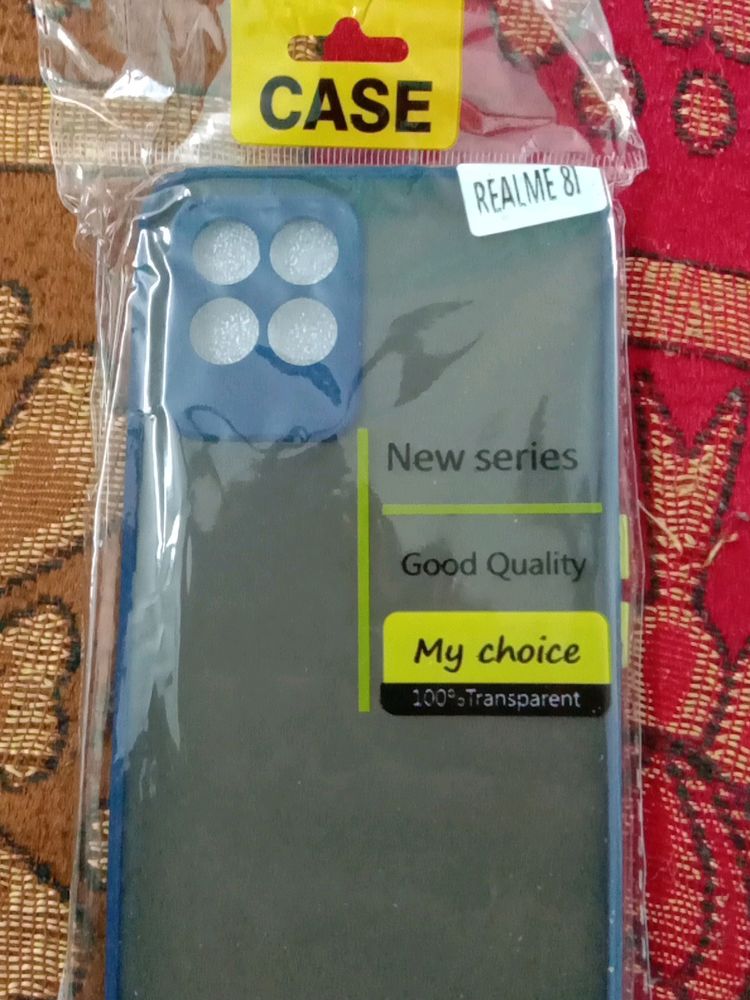 CASE
REALME 8I
New series
Good Quality
My choice
100%Transparent